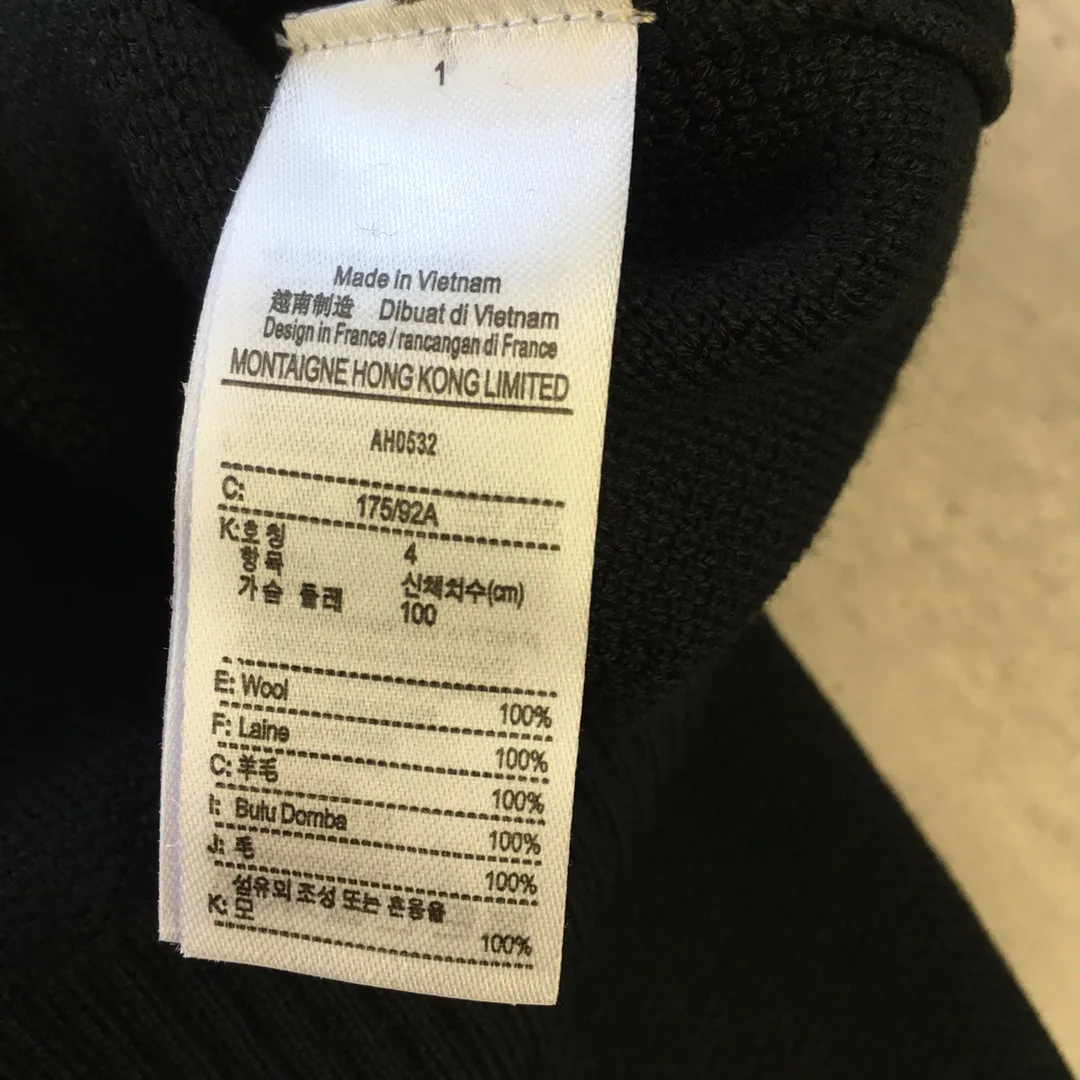 1
Made in Vietnam
越南制造 Dibuat di Vietnam
Design in France / rancangan di France
MONTAIGNE HONG KONG LIMITED
AH0532
C:
175/92A
K:호칭 4
항목 신체치수(cm)
가슴 둘레 100
E: Wool 100%
F: Laine 100%
C: 羊毛 100%
I: Bulu Domba 100%
J: 毛 100%
섬유의 조성 또는 혼용율
K: 모 100%